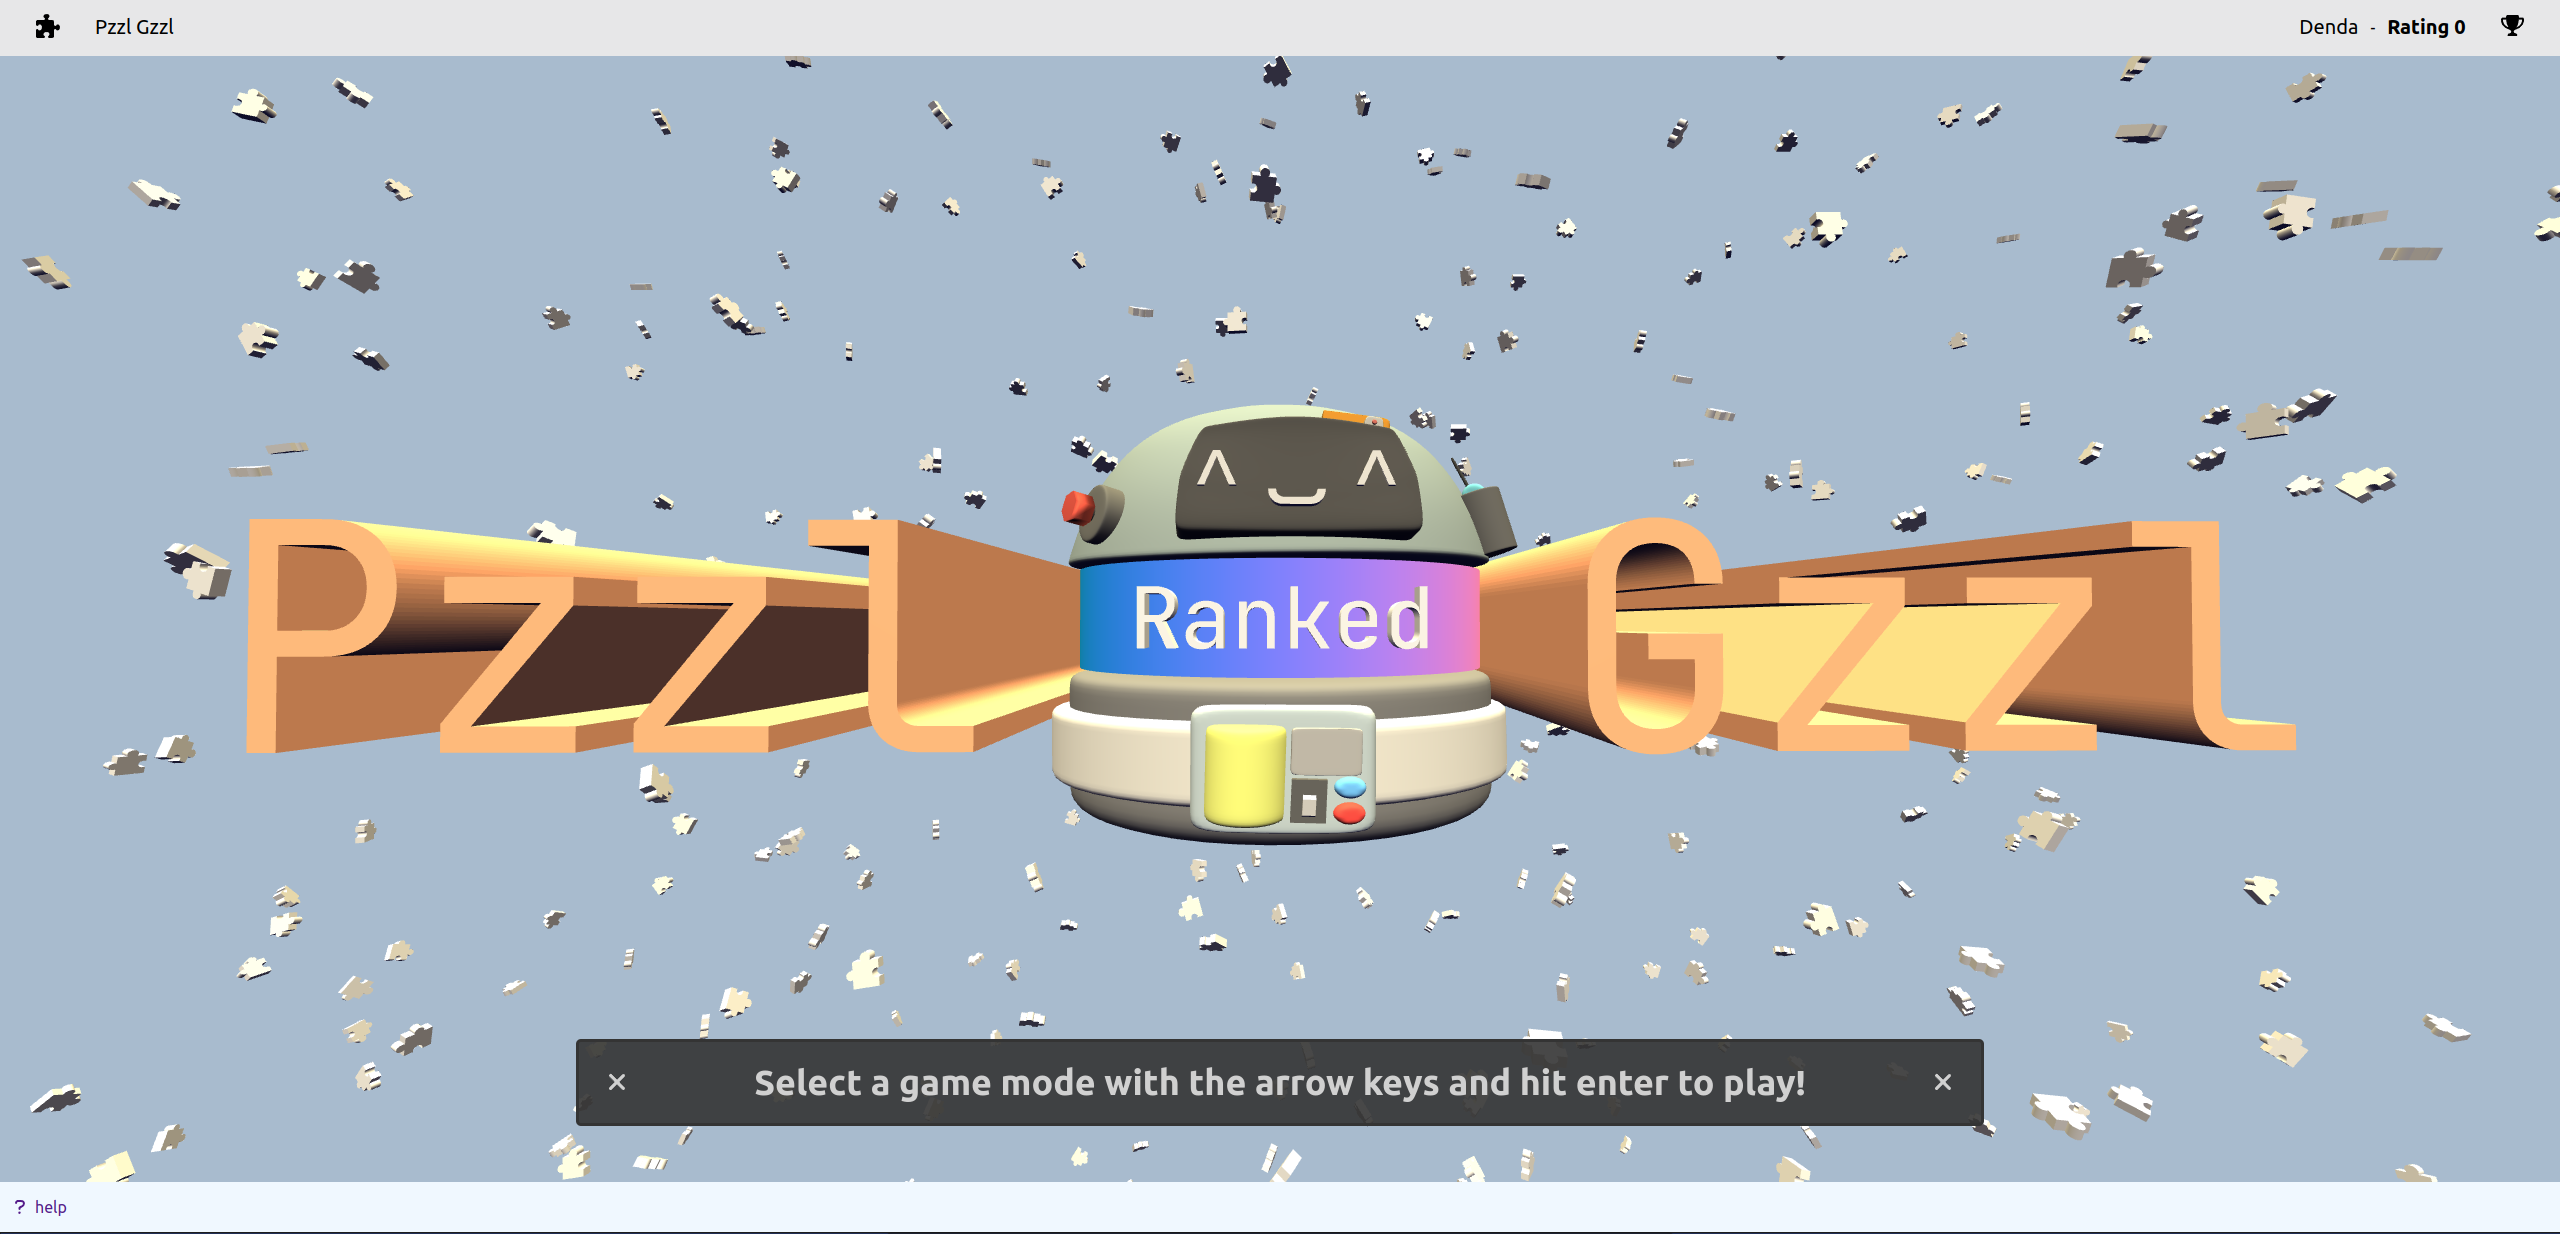 Pzzl Gzzl
Denda - Rating 0
Pzzl Gzzl
Ranked
Select a game mode with the arrow keys and hit enter to play!
? help